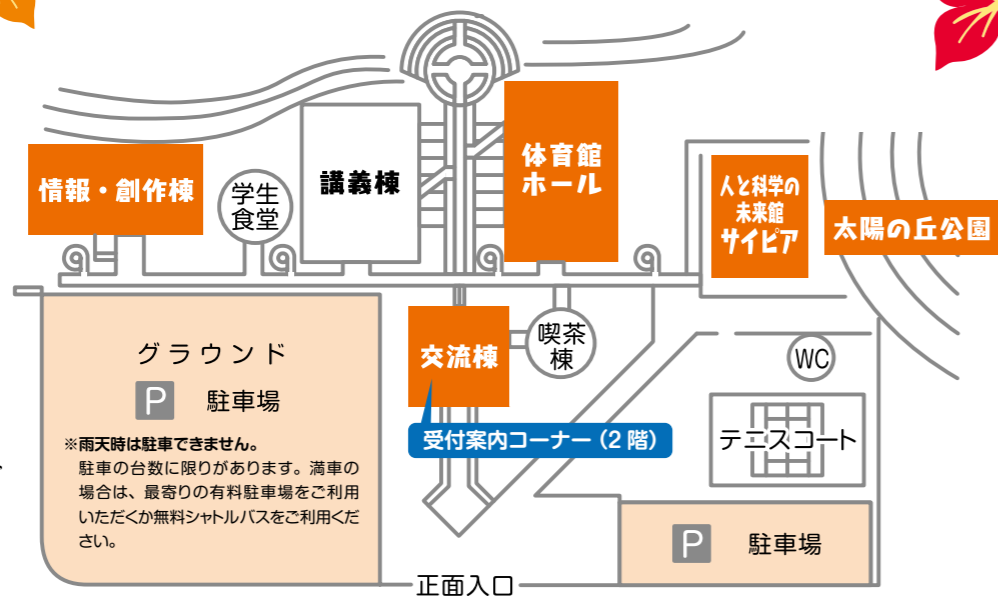 情報・創作棟
学生
食堂
講義棟
体育館
ホール
人と科学の
未来館
サイピア
太陽の丘公園
交流棟
喫茶
棟
受付案内コーナー（2階）
グラウンド
P 駐車場
※雨天時は駐車できません。
駐車の台数に限りがあります。満車の
場合は、最寄りの有料駐車場をご利用
いただくか無料シャトルバスをご利用くだ
さい。
WC
テニスコート
P 駐車場
正面入口